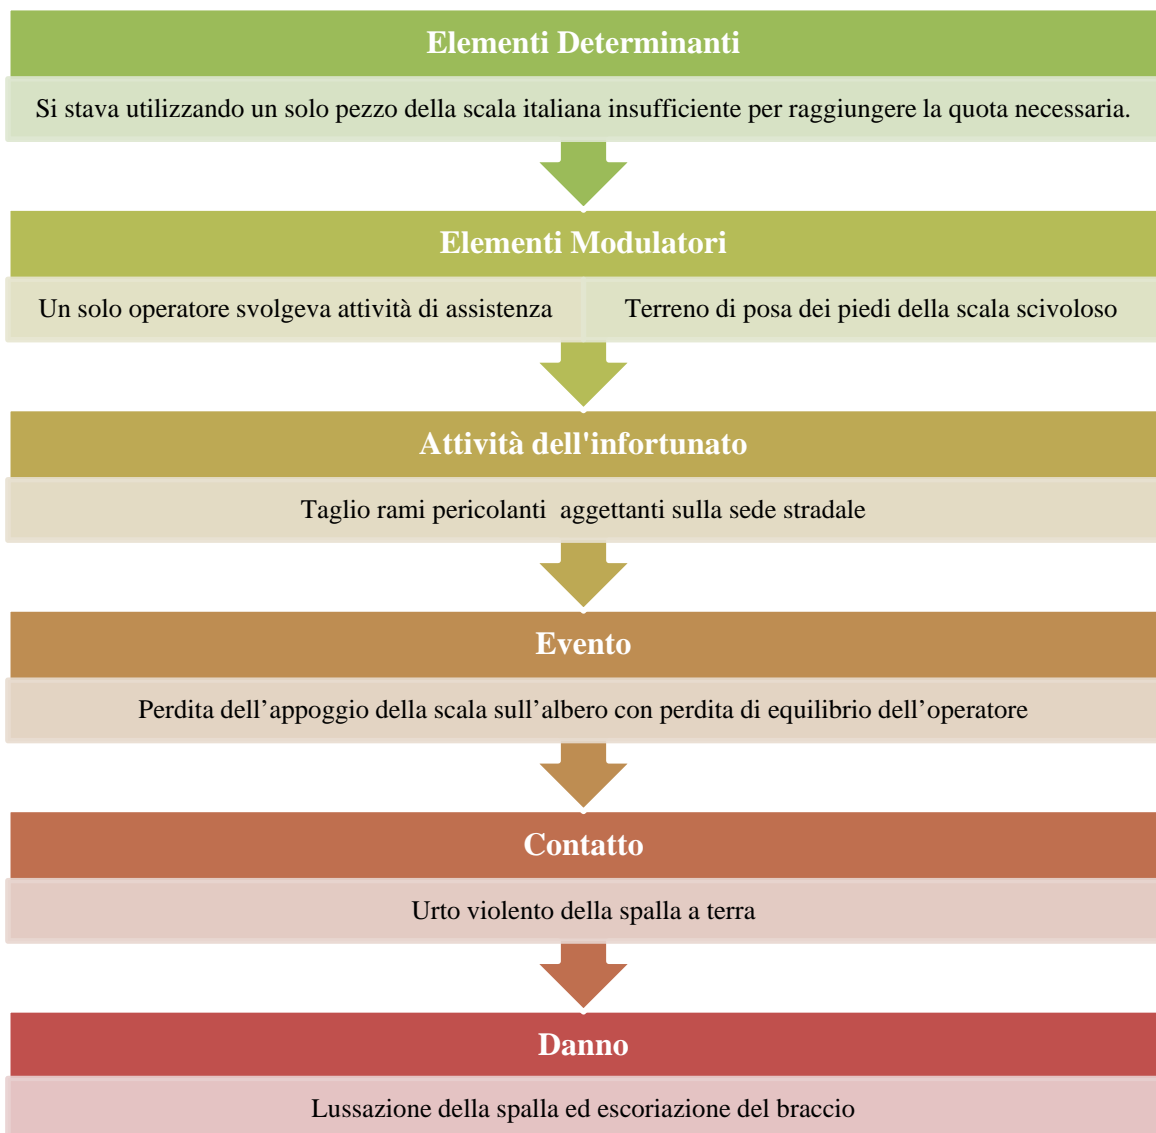 Elementi Determinanti
Si stava utilizzando un solo pezzo della scala italiana insufficiente per raggiungere la quota necessaria.
Elementi Modulatori
Un solo operatore svolgeva attività di assistenza
Terreno di posa dei piedi della scala scivoloso
Attività dell'infortunato
Taglio rami pericolanti  aggettanti sulla sede stradale
Evento
Perdita dell’appoggio della scala sull’albero con perdita di equilibrio dell’operatore
Contatto
Urto violento della spalla a terra
Danno
Lussazione della spalla ed escoriazione del braccio